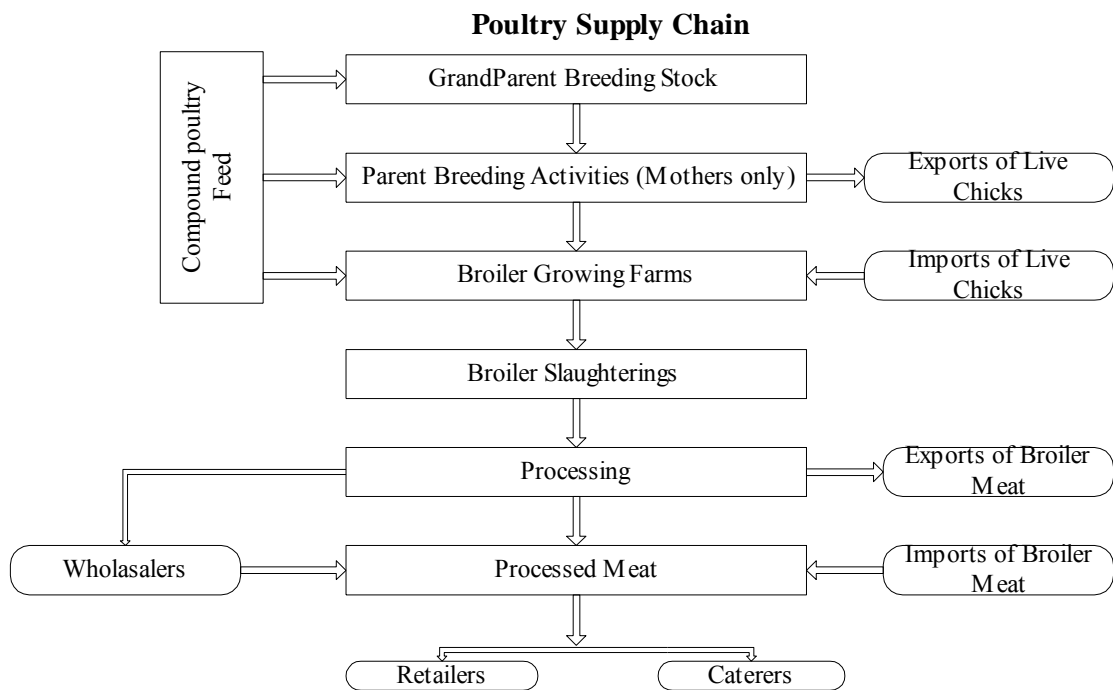 Poultry Supply Chain
GrandParent Breeding Stock
Compound poultry
Feed
Parent Breeding Activities (Mothers only)
Exports of Live
Chicks
Broiler Growing Farms
Imports of Live
Chicks
Broiler Slaughterings
Processing
Exports of Broiler
Meat
Wholasalers
Processed Meat
Imports of Broiler
Meat
Retailers
Caterers